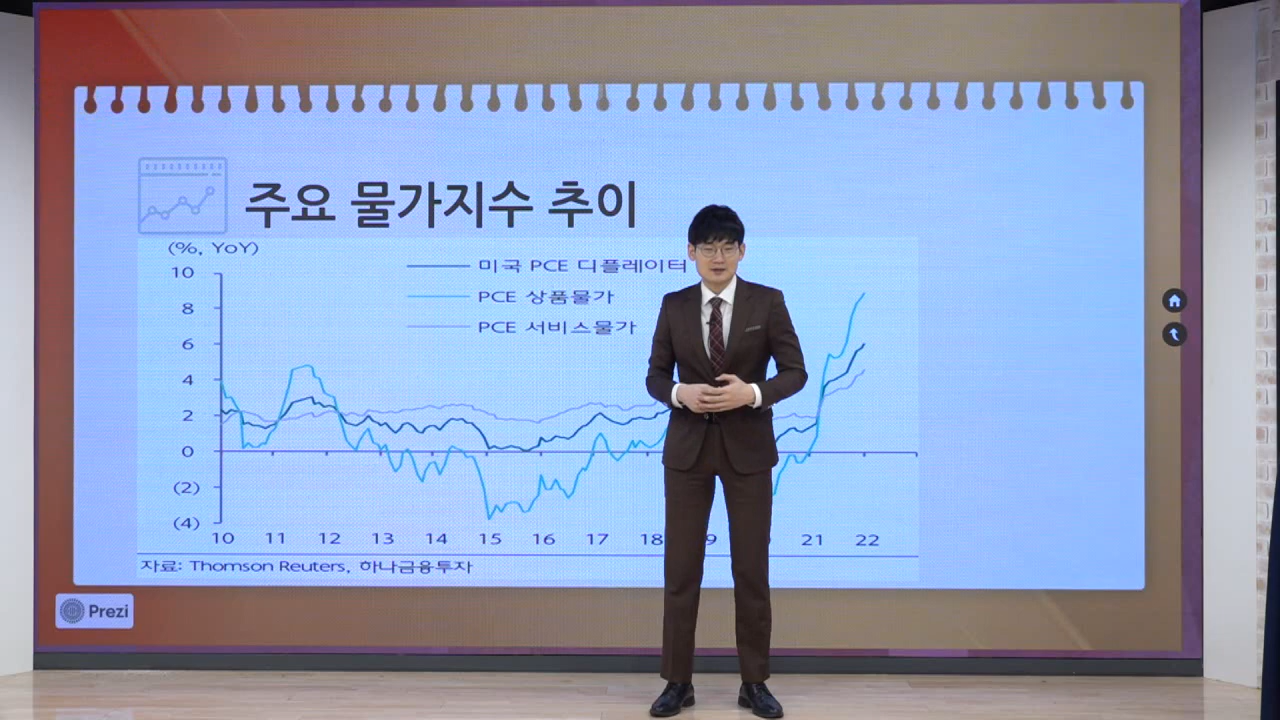 주요 물가지수 추이
(%, YoY)
미국 PCE 디플레이터
PCE 상품물가
PCE 서비스물가
10
8
6
4
2
0
(2)
(4)
10 11 12 13 14 15 16 17 18 9 21 22
자료: Thomson Reuters, 하나금융투자
Prezi